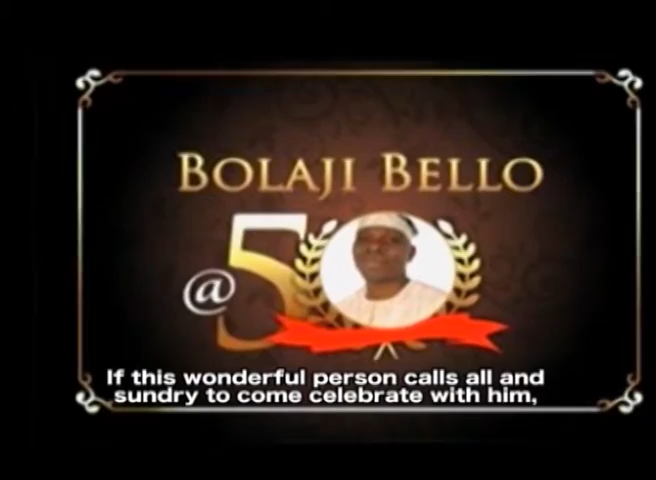 BOLAJI BELLO
@50
If this wonderful person calls all and
sundry to come celebrate with him,